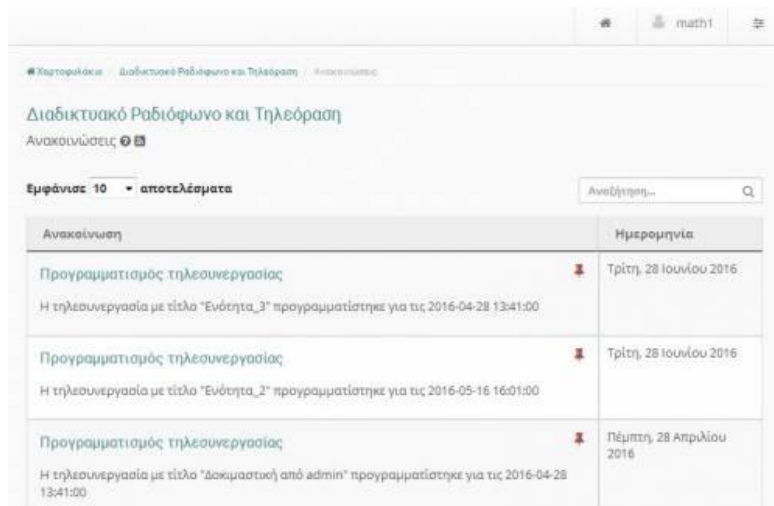 math1
Χαρτοφυλάκιο / Διαδικτυακό Ραδιόφωνο και Τηλεόραση / Ανακοινώσεις
Διαδικτυακό Ραδιόφωνο και Τηλεόραση
Ανακοινώσεις
Εμφάνισε 10 αποτελέσματα
Αναζήτηση...
Ανακοίνωση Ημερομηνία
Προγραμματισμός τηλεσυνεργασίας Τρίτη, 28 Ιουνίου 2016
Η τηλεσυνεργασία με τίτλο "Ενότητα_3" προγραμματίστηκε για τις 2016-04-28 13:41:00
Προγραμματισμός τηλεσυνεργασίας Τρίτη, 28 Ιουνίου 2016
Η τηλεσυνεργασία με τίτλο "Ενότητα_2" προγραμματίστηκε για τις 2016-05-16 16:01:00
Προγραμματισμός τηλεσυνεργασίας Πέμπτη, 28 Απριλίου
2016
Η τηλεσυνεργασία με τίτλο "Δοκιμαστική από admin" προγραμματίστηκε για τις 2016-04-28
13:41:00